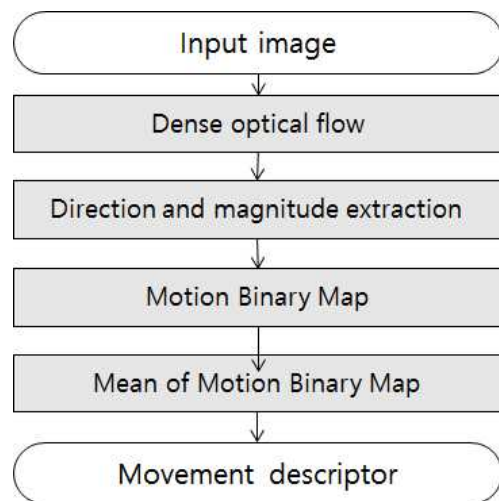 Input image
Dense optical flow
Direction and magnitude extraction
Motion Binary Map
Mean of Motion Binary Map
Movement descriptor